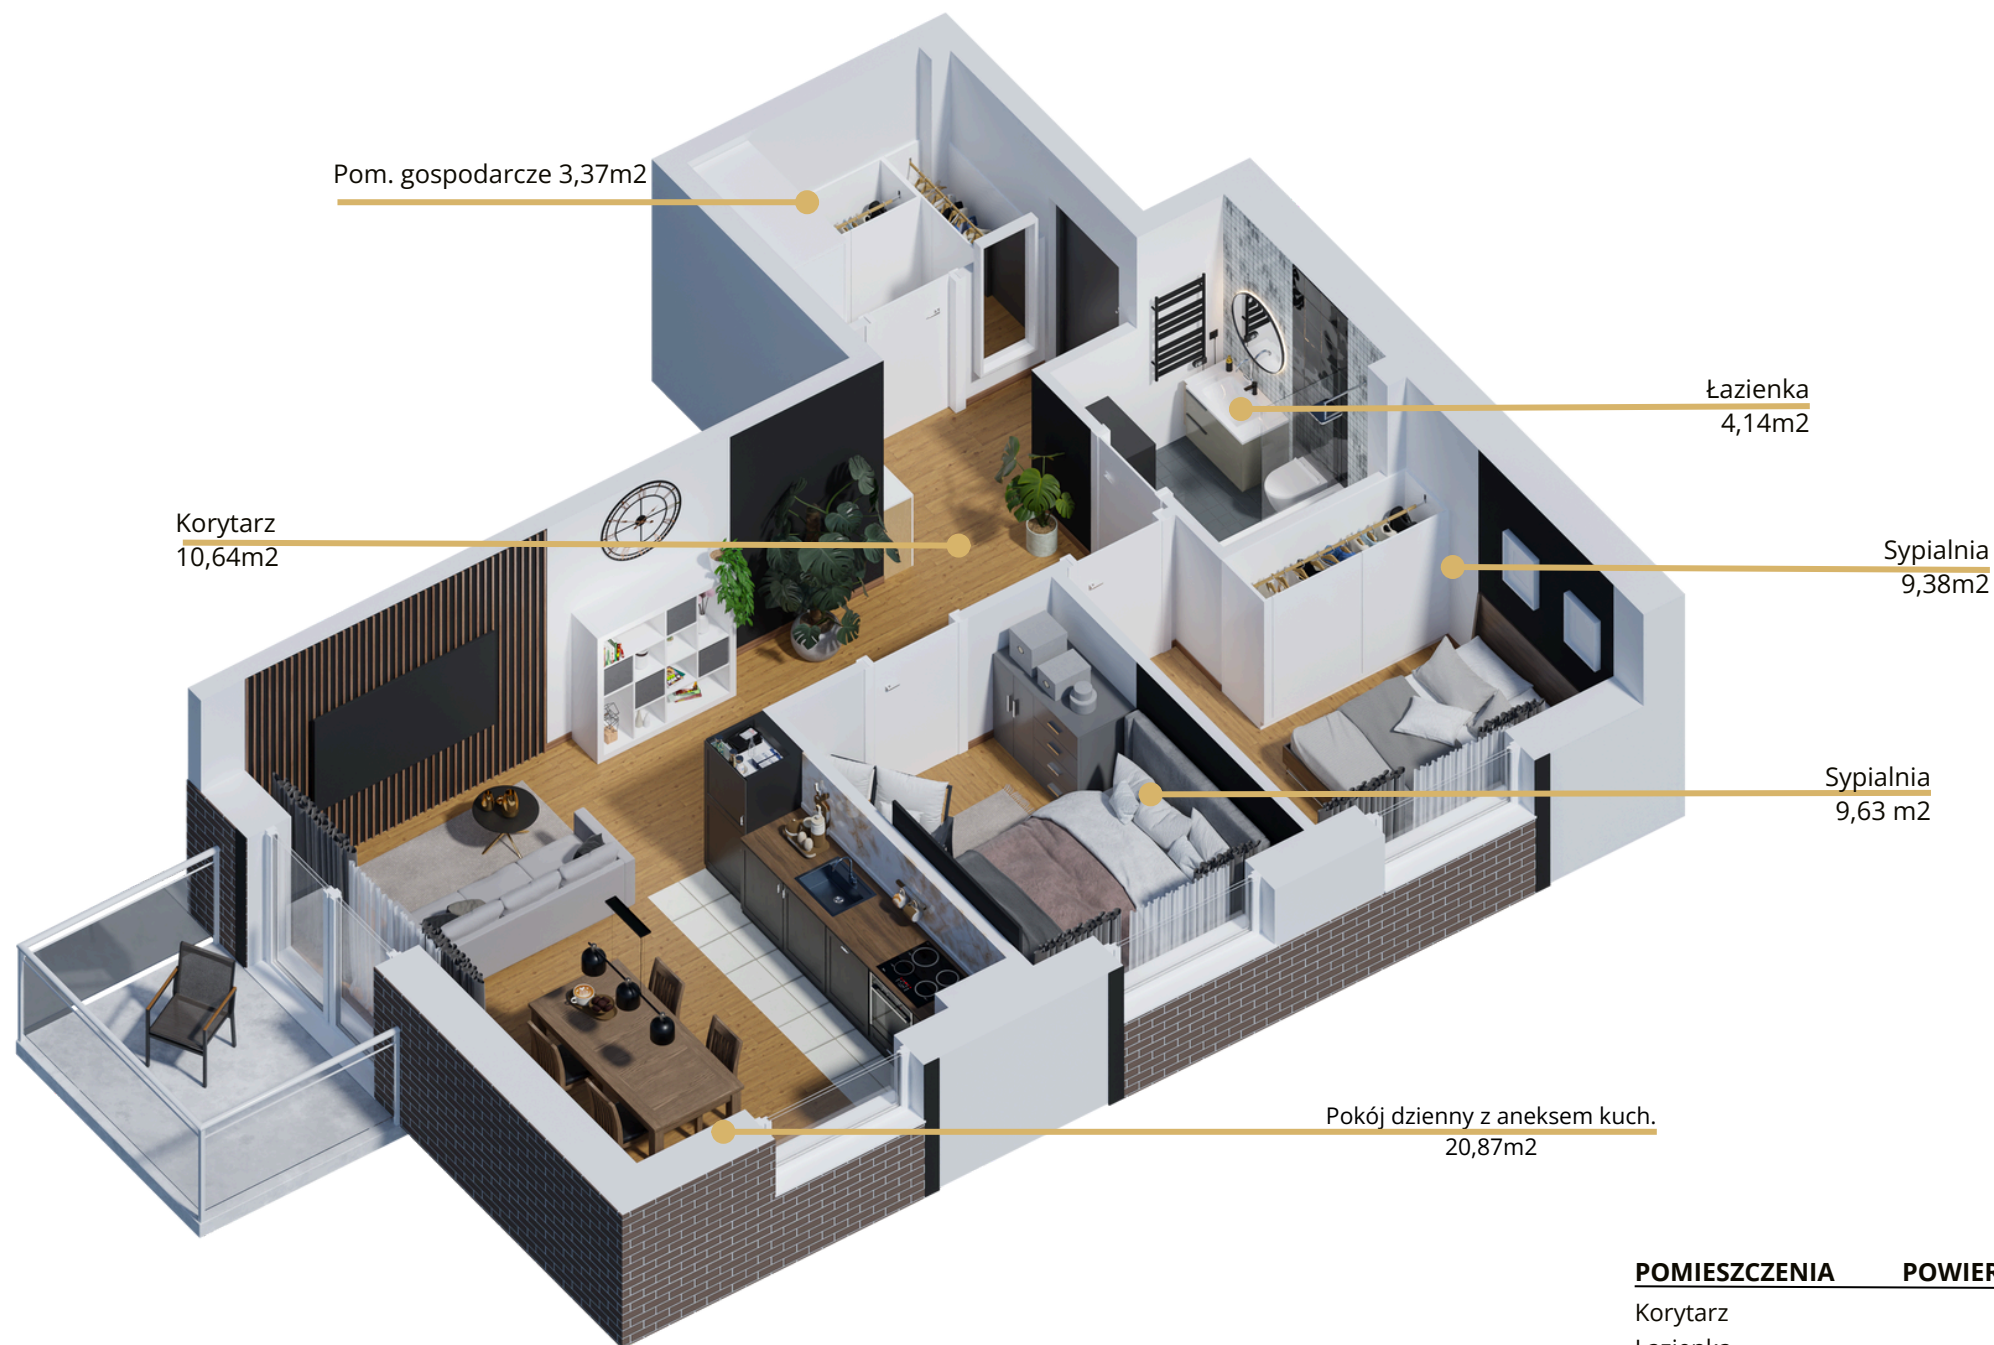 Pom. gospodarcze 3,37m2
Łazienka
4,14m2
Korytarz
10,64m2
Sypialnia
9,38m2
Sypialnia
9,63 m2
Pokój dzienny z aneksem kuch.
20,87m2
POMIESZCZENIA POWIER
Korytarz